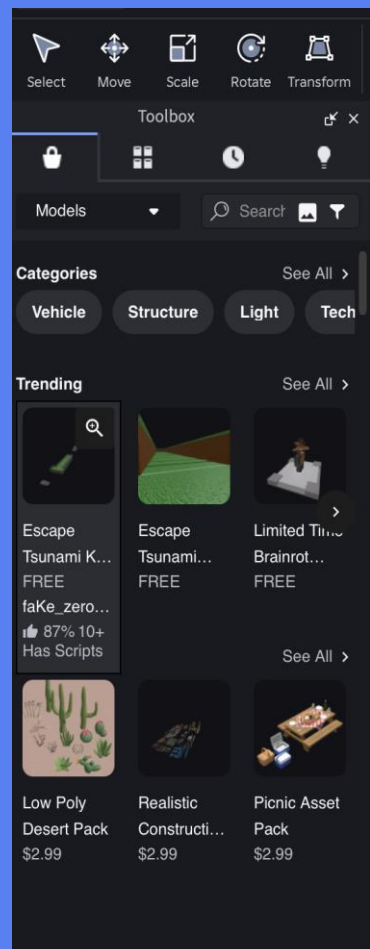 Select Move Scale Rotate Transform
Toolbox
Models
Search
Categories See All >
Vehicle Structure Light Tech
Trending See All >
Escape
Tsunami K...
FREE
faKe_zero...
87% 10+
Has Scripts
Escape
Tsunami...
FREE
Limited Time
Brainrot...
FREE
See All >
Low Poly
Desert Pack
$2.99
Realistic
Constructi...
$2.99
Picnic Asset
Pack
$2.99